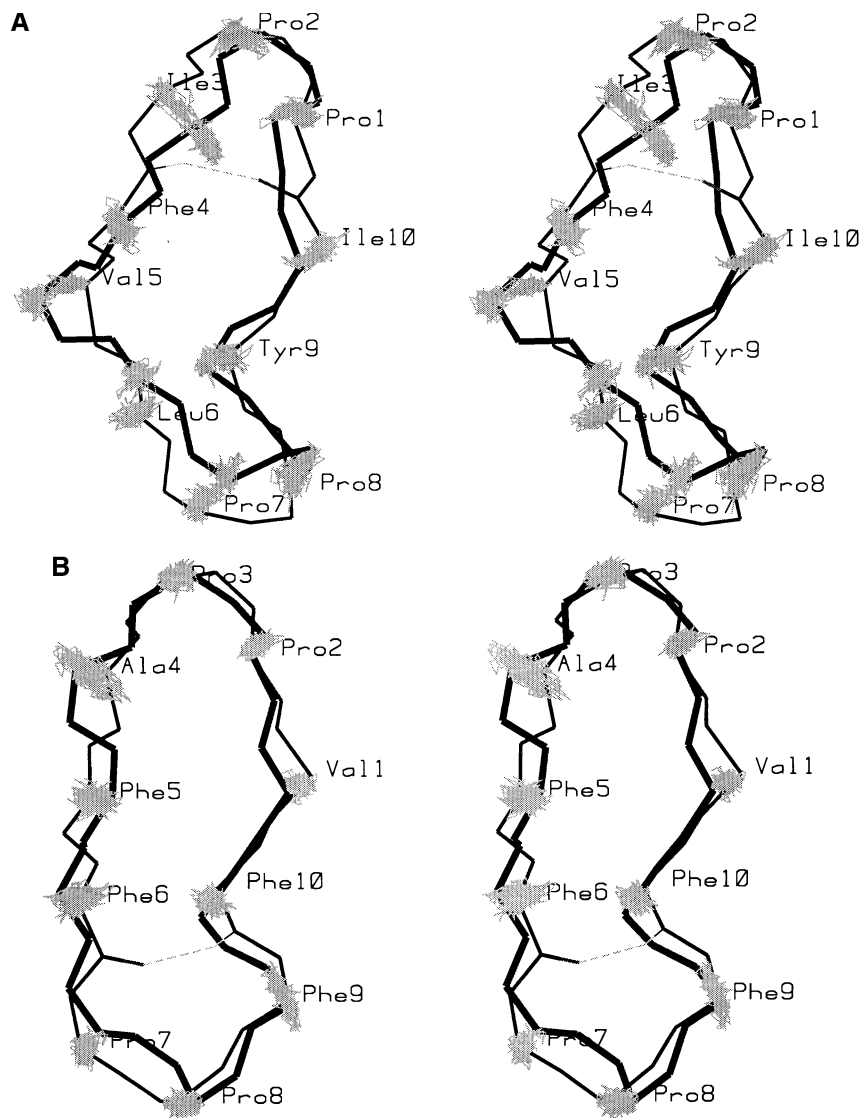 A
Pro2
Pro2
Ile3
Ile3
Pro1
Pro1
Phe4
Phe4
Ile10
Ile10
Val5
Val5
Tyr9
Tyr9
Leu6
Leu6
Pro8
Pro8
Pro7
Pro7
B
Pro3
Pro3
Pro2
Pro2
Ala4
Ala4
Val1
Val1
Phe5
Phe5
Phe10
Phe10
Phe6
Phe6
Phe9
Phe9
Pro7
Pro7
Pro8
Pro8